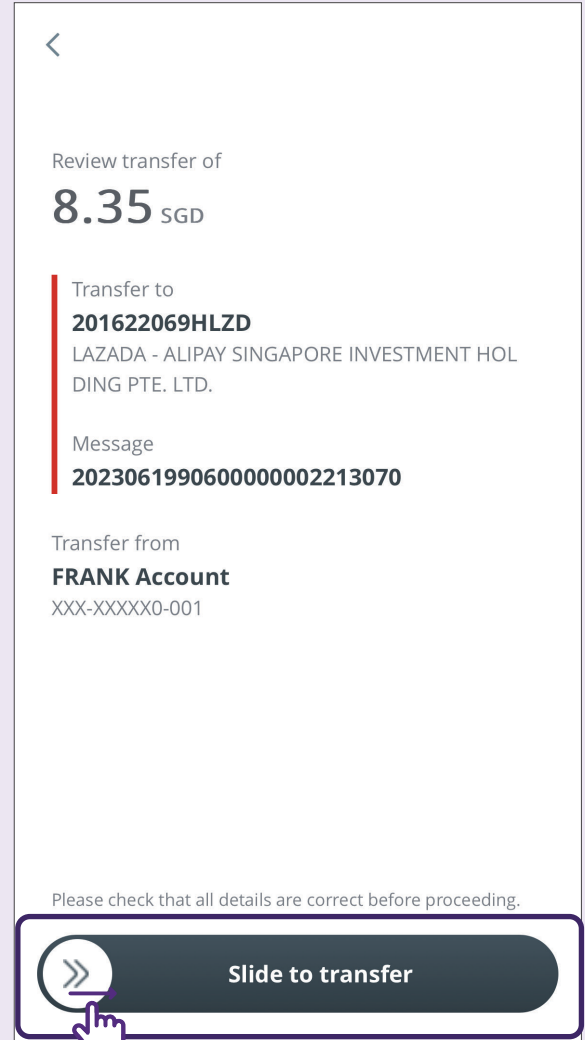 Review transfer of
8.35 SGD
Transfer to
201622069HLZD
LAZADA - ALIPAY SINGAPORE INVESTMENT HOL
DING PTE. LTD.
Message
2023061990600000002213070
Transfer from
FRANK Account
XXX-XXXXX0-001
Please check that all details are correct before proceeding.
Slide to transfer